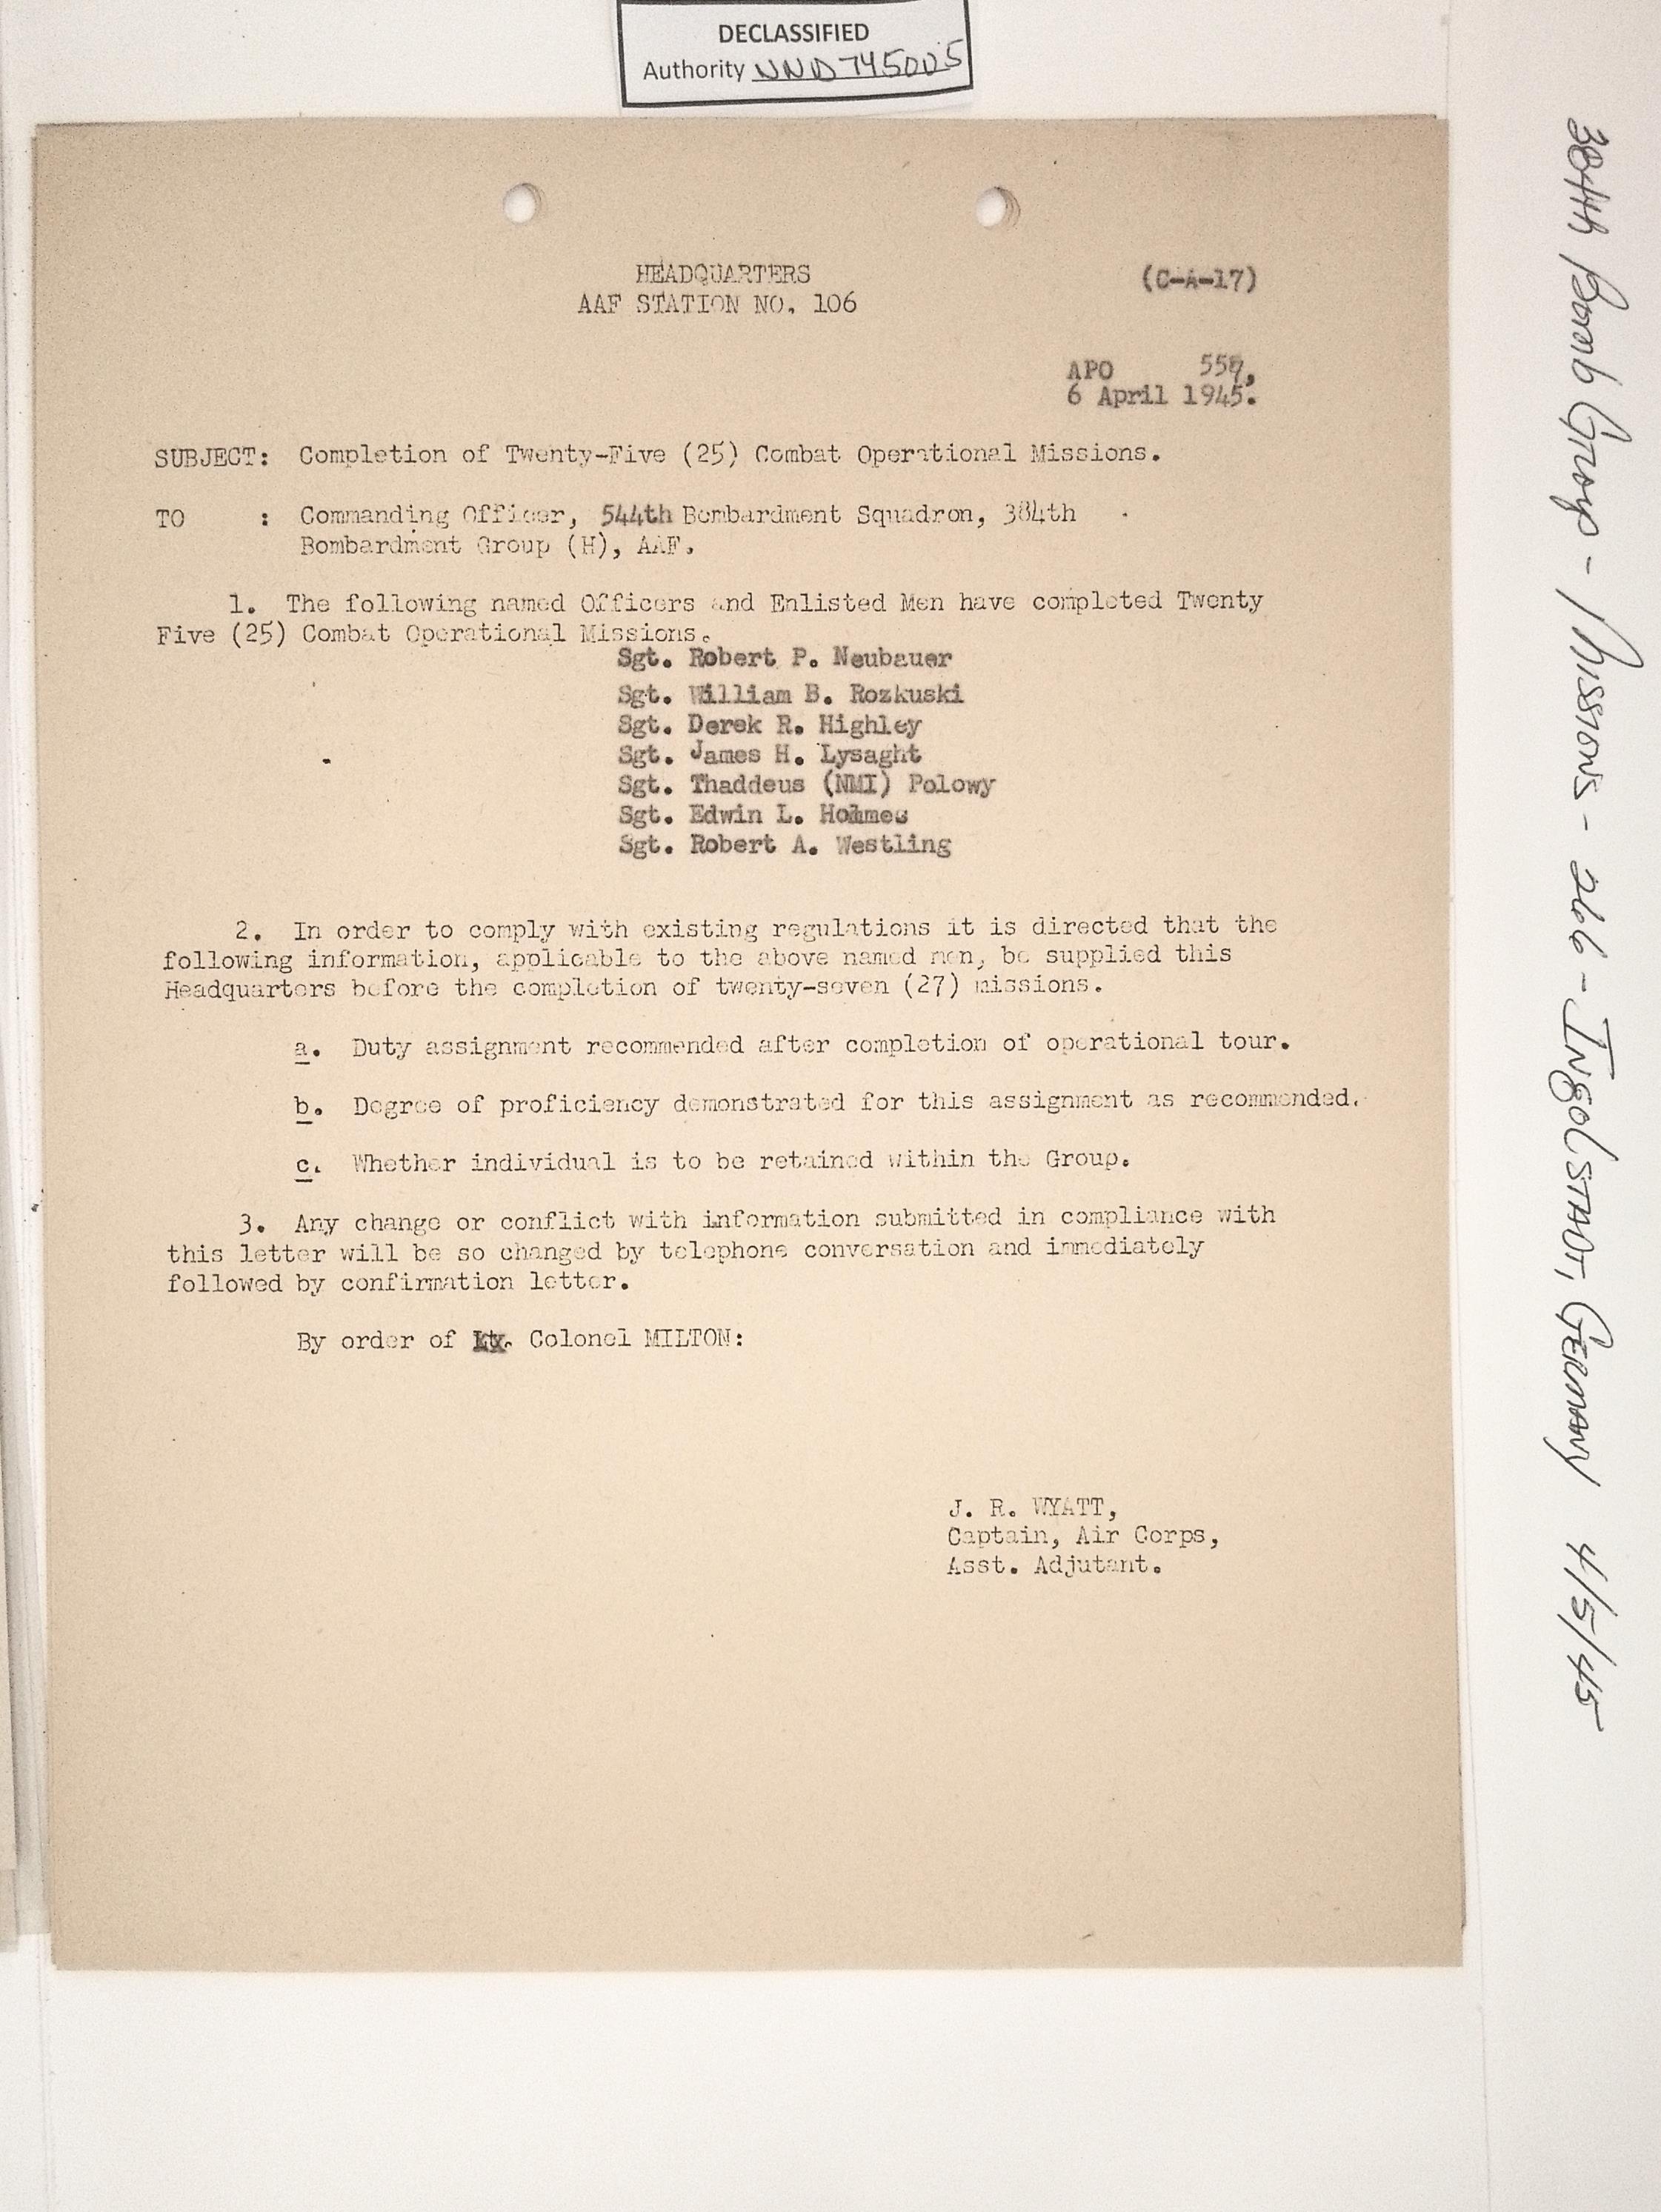 DECLASSIFIED
Authority NND 745005
HEADQUARTERS
AAF STATION NO. 106
(C-A-17)
APO 557,
6 April 1945.
SUBJECT: Completion of Twenty-Five (25) Combat Operational Missions.
TO : Commanding Officer, 544th Bombardment Squadron, 384th
Bombardment Group (H), AAF.
1. The following named Officers and Enlisted Men have completed Twenty
Five (25) Combat Operational Missions.
Sgt. Robert P. Neubauer
Sgt. William B. Rozkuski
Sgt. Derek R. Highley
Sgt. James H. Lysaght
Sgt. Thaddeus (NMI) Polowy
Sgt. Edwin L. Holmes
Sgt. Robert A. Westling
2. In order to comply with existing regulations it is directed that the
following information, applicable to the above named men, be supplied this
Headquarters before the completion of twenty-seven (27) missions.
a. Duty assignment recommended after completion of operational tour.
b. Degree of proficiency demonstrated for this assignment as recommended.
c. Whether individual is to be retained within the Group.
3. Any change or conflict with information submitted in compliance with
this letter will be so changed by telephone conversation and immediately
followed by confirmation letter.
By order of Lt. Colonel MILTON:
J. R. WYATT,
Captain, Air Corps,
Asst. Adjutant.
384th Bomb Group - Missions - 266 - Ingolstadt, Germany 4/5/45